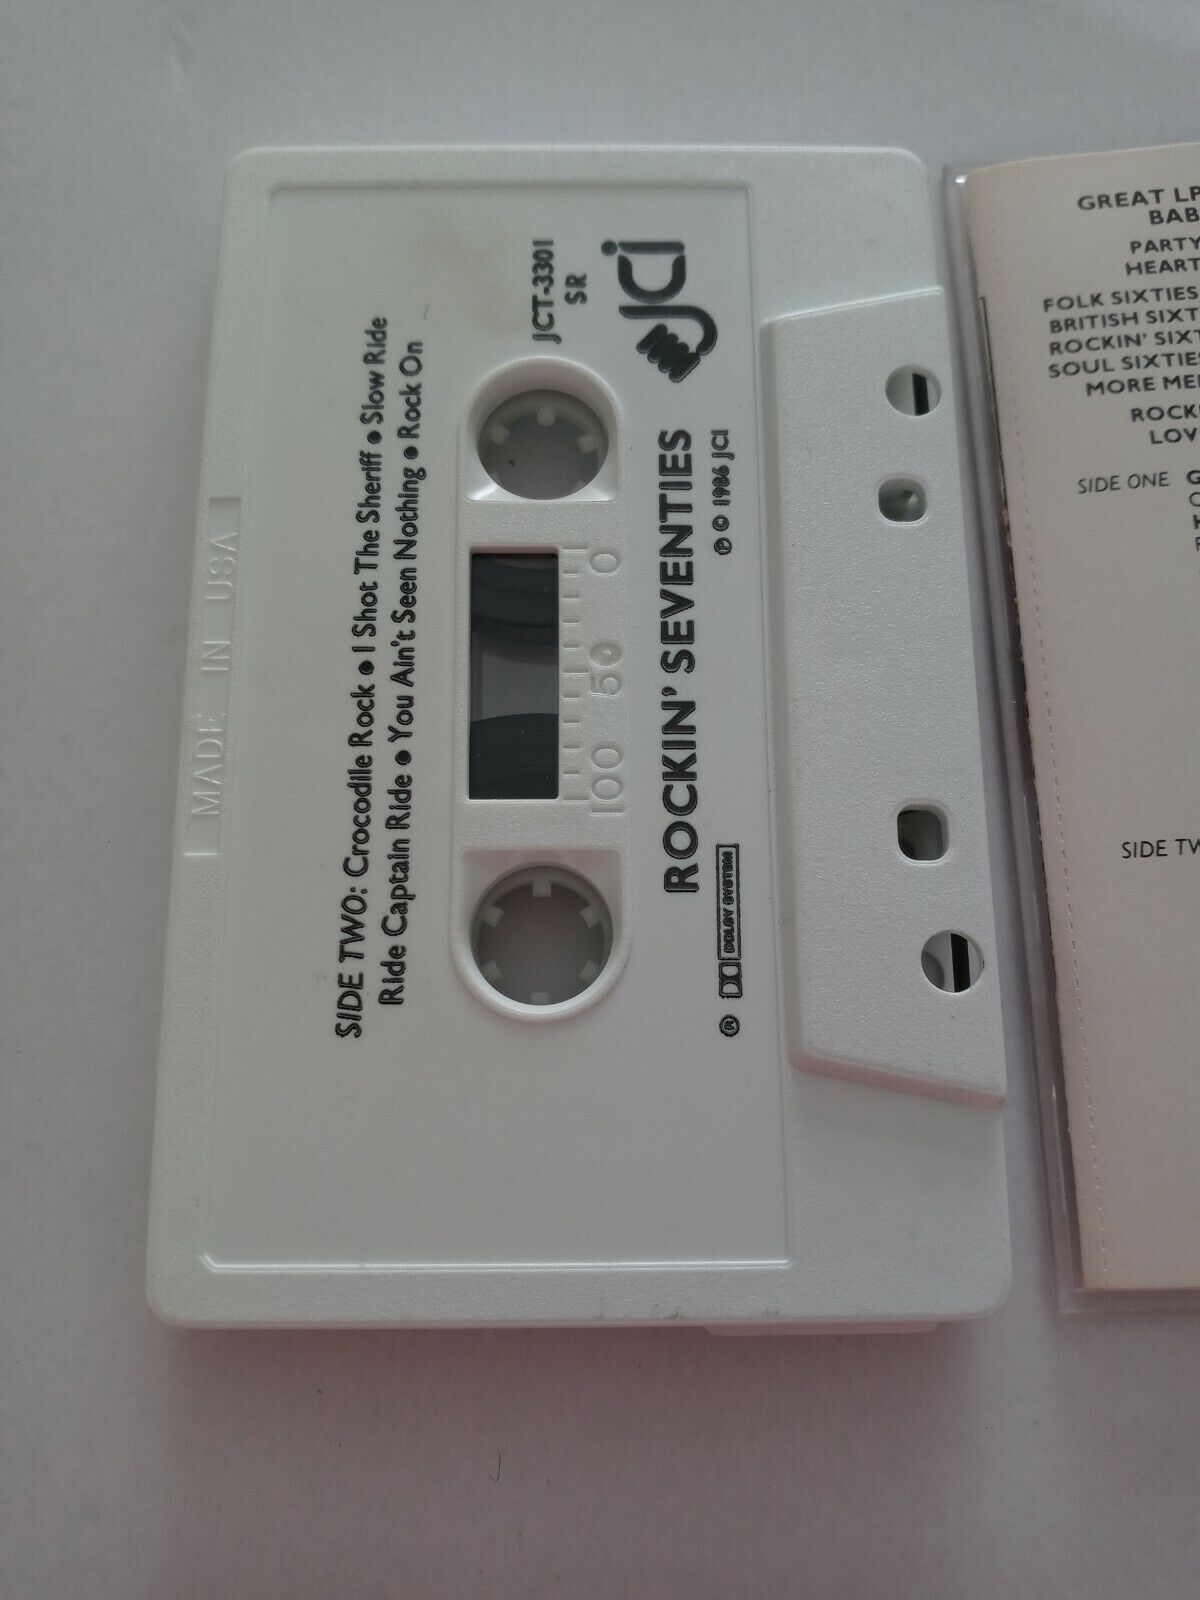 MADE IN USA
SIDE TWO: Crocodile Rock • I Shot The Sheriff • Slow Ride
Ride Captain Ride • You Ain't Seen Nothing • Rock On
JCT-3301
SR
JCi
100 50 0
ROCKIN' SEVENTIES
® DOLBY SYSTEM
℗ © 1986 JCI
GREAT LP
BAB
PARTY
HEART
FOLK SIXTIES
BRITISH SIXT
ROCKIN' SIXT
SOUL SIXTIES
MORE ME
ROCK
LOV
SIDE ONE G
SIDE TW